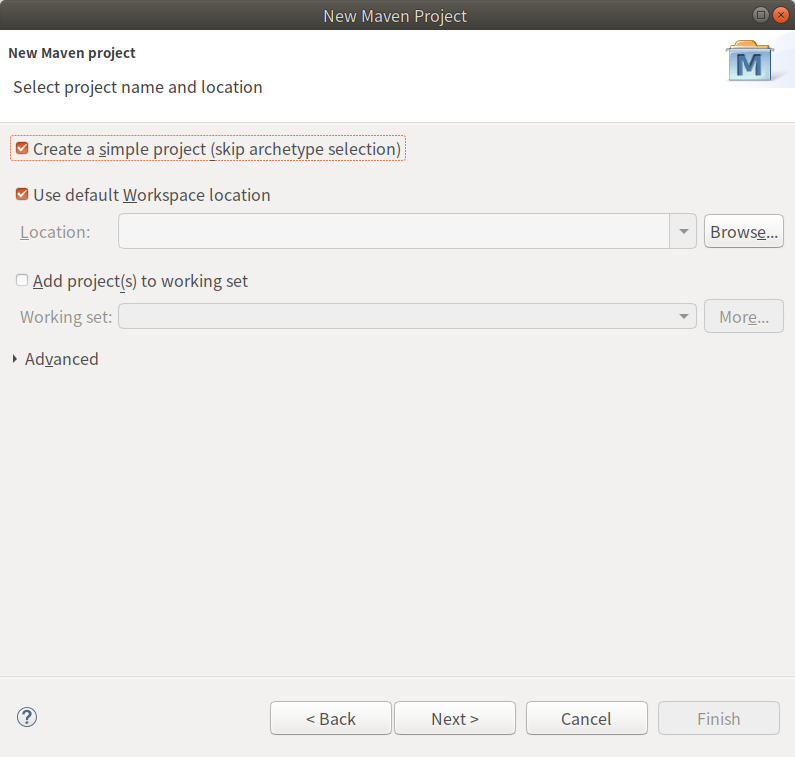 New Maven Project
New Maven project
Select project name and location
M
Create a simple project (skip archetype selection)
Use default Workspace location
Location:
Browse...
Add project(s) to working set
Working set:
More...
Advanced
?
< Back
Next >
Cancel
Finish